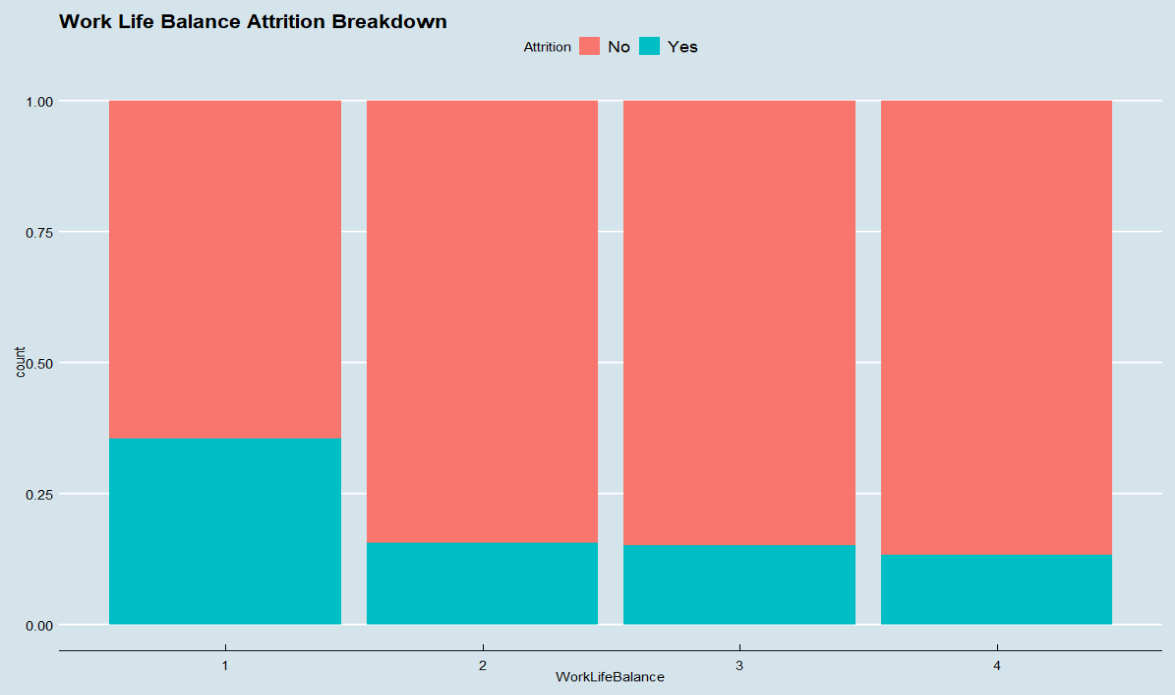 Work Life Balance Attrition Breakdown
Attrition No Yes
1.00
0.75
count
0.50
0.25
0.00
1 2 3 4
WorkLifeBalance